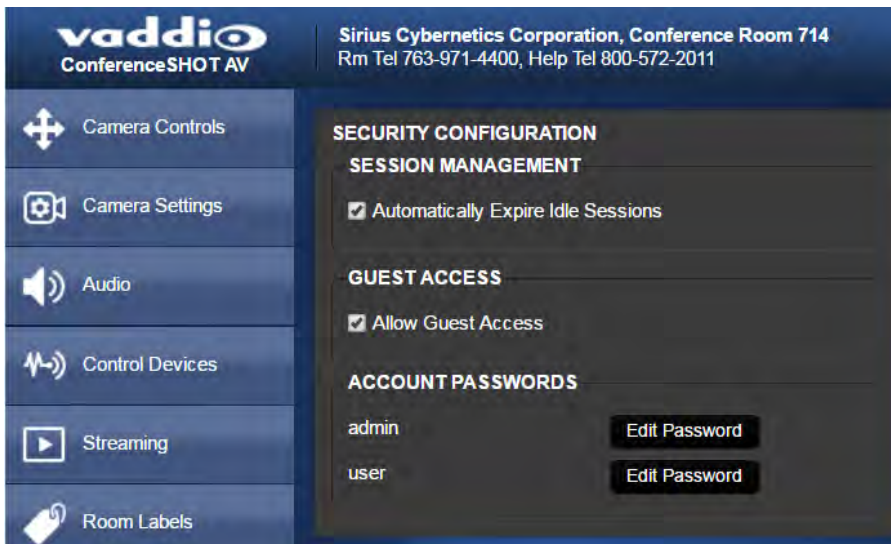 vaddio
ConferenceSHOT AV
Sirius Cybernetics Corporation, Conference Room 714
Rm Tel 763-971-4400, Help Tel 800-572-2011
Camera Controls
Camera Settings
Audio
Control Devices
Streaming
Room Labels
SECURITY CONFIGURATION
SESSION MANAGEMENT
Automatically Expire Idle Sessions
GUEST ACCESS
Allow Guest Access
ACCOUNT PASSWORDS
admin Edit Password
user Edit Password